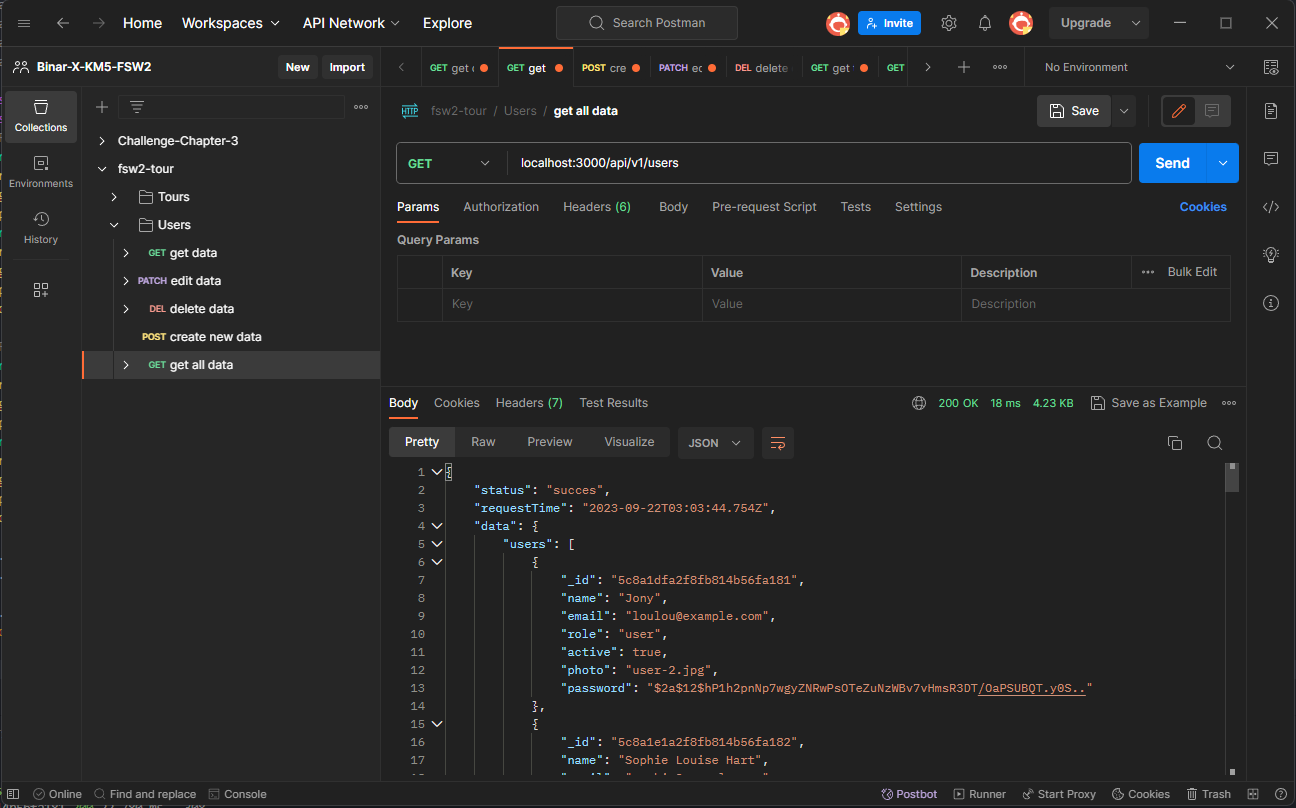 Home Workspaces API Network Explore Search Postman Invite Upgrade
Binar-X-KM5-FSW2 New Import
GET get GET get POST cre PATCH DEL delete GET get GET No Environment
Collections
Environments
History
Challenge-Chapter-3
fsw2-tour
Tours
Users
GET get data
PATCH edit data
DEL delete data
POST create new data
GET get all data
HTTP fsw2-tour / Users / get all data Save
GET localhost:3000/api/v1/users Send
Params Authorization Headers (6) Body Pre-request Script Tests Settings Cookies
Query Params
Key Value Description Bulk Edit
Key Value Description
Body Cookies Headers (7) Test Results 200 OK 18 ms 4.23 KB Save as Example
Pretty Raw Preview Visualize JSON
1 {
2 "status": "succes",
3 "requestTime": "2023-09-22T03:03:44.754Z",
4 "data": {
5 "users": [
6 {
7 "_id": "5c8a1dfa2f8fb814b56fa181",
8 "name": "Jony",
9 "email": "loulou@example.com",
10 "role": "user",
11 "active": true,
12 "photo": "user-2.jpg",
13 "password": "$2a$12$hP1h2pnNp7wgyZNRwPsOTeZuNzWBv7vHmsR3DT/OaPSUBQT.y0S.."
14 },
15 {
16 "_id": "5c8a1e1a2f8fb814b56fa182",
17 "name": "Sophie Louise Hart",
Online Find and replace Console Postbot Runner Start Proxy Cookies Trash